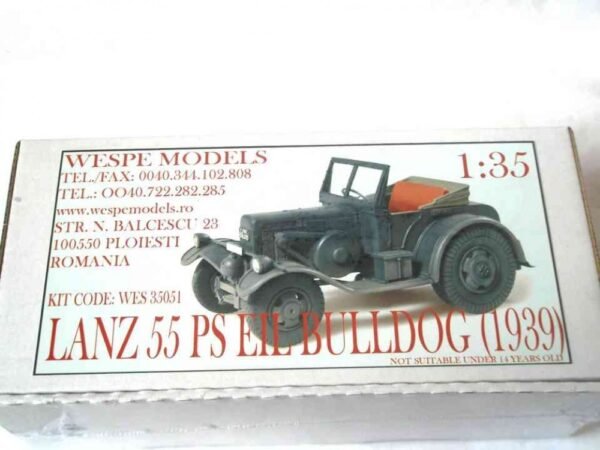 WESPE MODELS
TEL./FAX: 0040.344.102.808
TEL.: OO40.722.282.285
www.wespemodels.ro
STR. N. BALCESCU 23
100550 PLOIESTI
ROMANIA
1:35
KIT CODE: WES 35051
LANZ 55 PS EIL BULLDOG (1939)
NOT SUITABLE UNDER 14 YEARS OLD